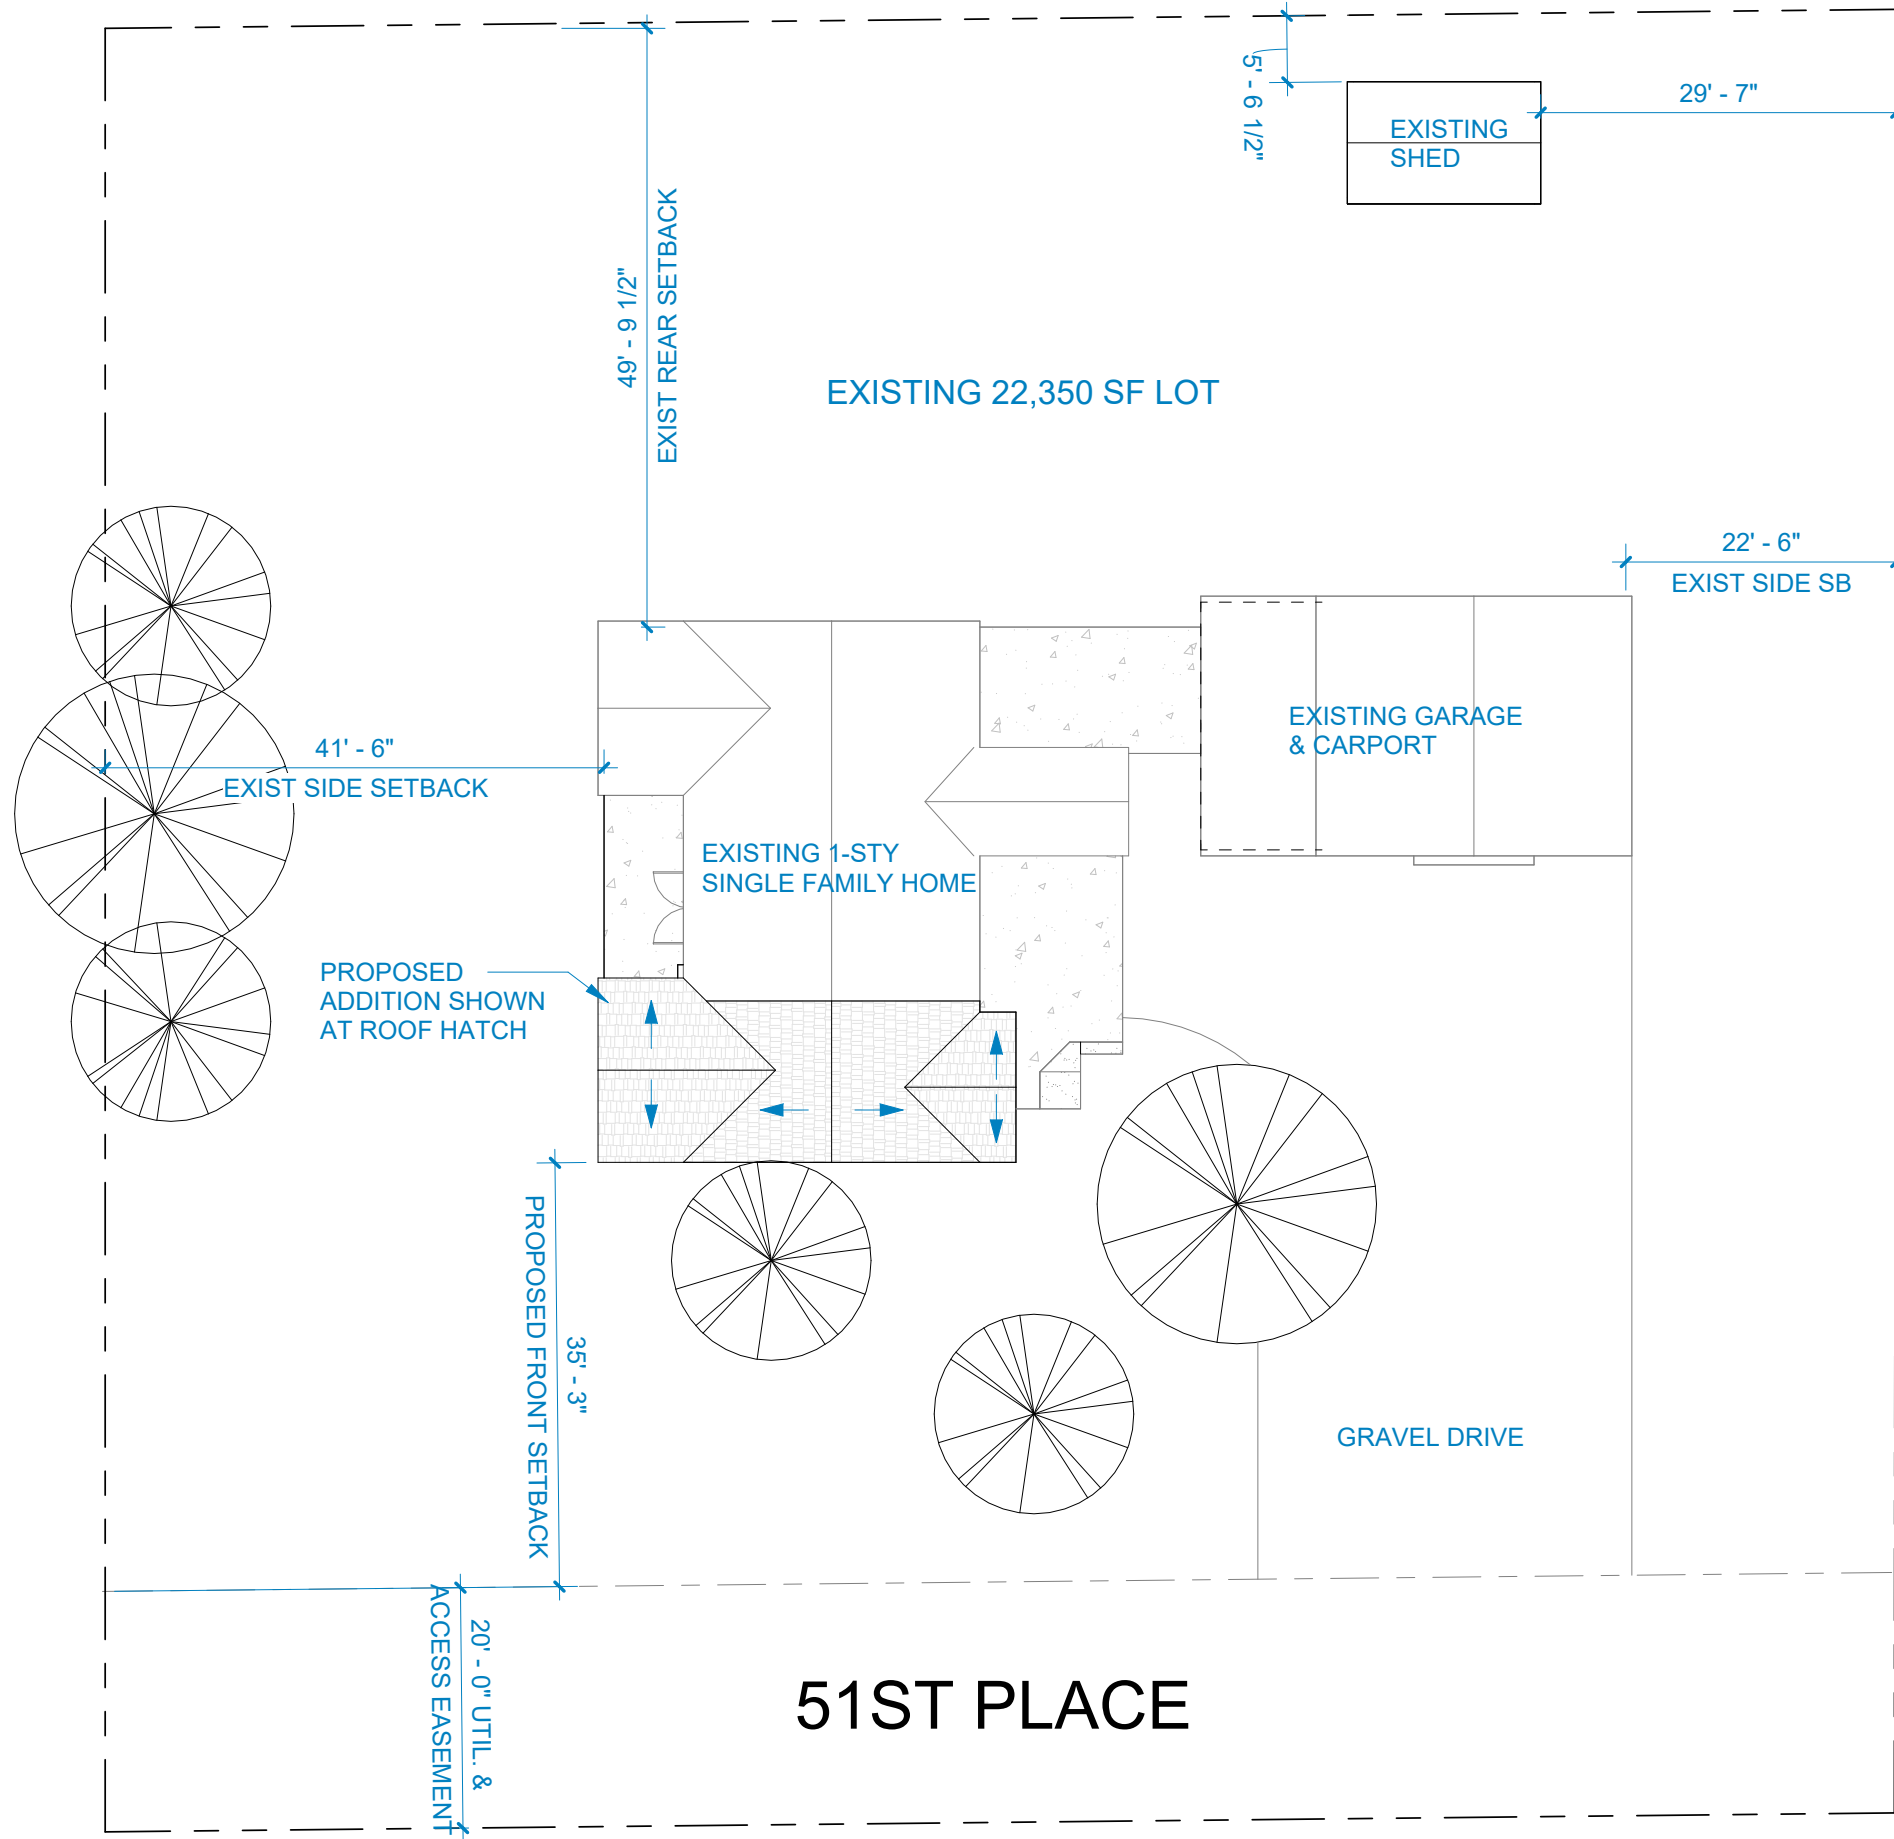 5' - 6 1/2"
29' - 7"
EXISTING
SHED
49' - 9 1/2"
EXIST REAR SETBACK
EXISTING 22,350 SF LOT
22' - 6"
EXIST SIDE SB
EXISTING GARAGE
& CARPORT
41' - 6"
EXIST SIDE SETBACK
EXISTING 1-STY
SINGLE FAMILY HOME
PROPOSED
ADDITION SHOWN
AT ROOF HATCH
35' - 3"
PROPOSED FRONT SETBACK
GRAVEL DRIVE
20' - 0" UTIL. &
ACCESS EASEMENT
51ST PLACE